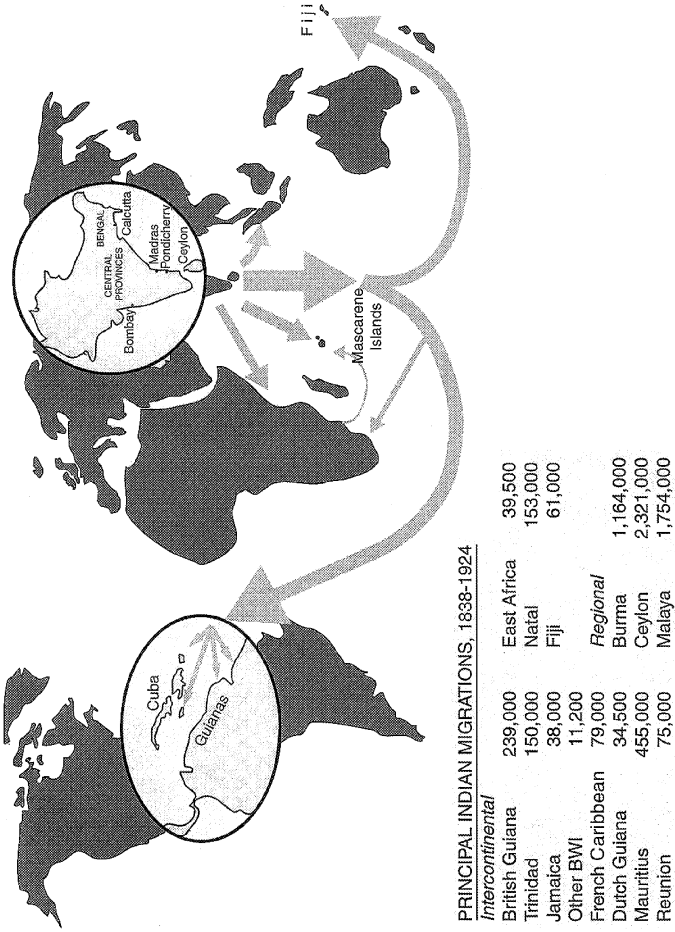 Cuba
Guianas
Bombay
CENTRAL
PROVINCES
BENGAL
Calcutta
Madras
Pondicherry
Ceylon
Mascarene
Islands
Fiji
PRINCIPAL INDIAN MIGRATIONS, 1838-1924
Intercontinental
British Guiana 239,000 East Africa 39,500
Trinidad 150,000 Natal 153,000
Jamaica 38,000 Fiji 61,000
Other BWI 11,200
French Caribbean 79,000 Regional
Dutch Guiana 34,500 Burma 1,164,000
Mauritius 455,000 Ceylon 2,321,000
Reunion 75,000 Malaya 1,754,000